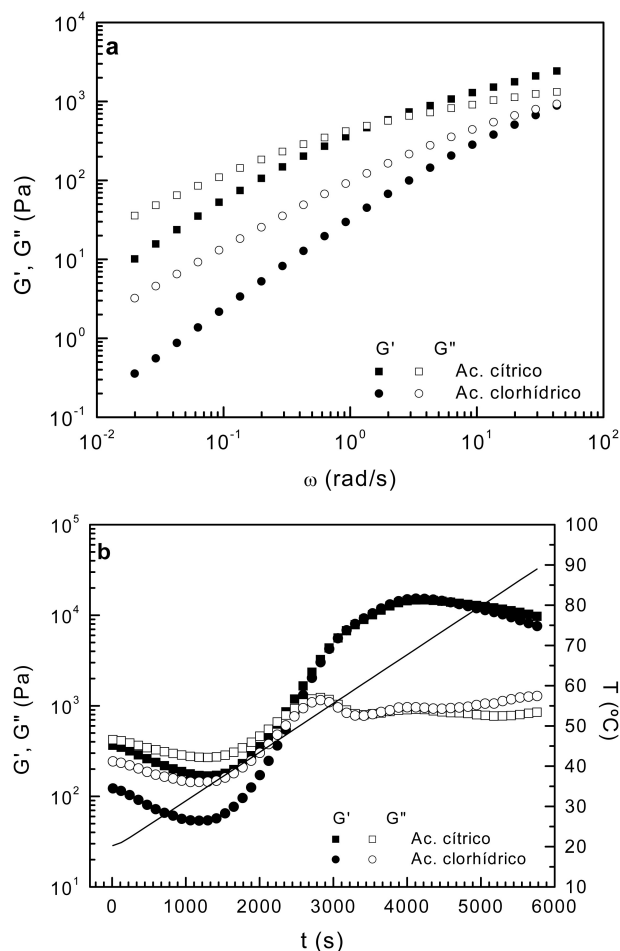 a
10⁴
10³
10²
10¹
10⁰
10⁻¹
G', G" (Pa)
10⁻² 10⁻¹ 10⁰ 10¹ 10²
ω (rad/s)
G' G"
Ac. cítrico
Ac. clorhídrico
b
10⁵
10⁴
10³
10²
10¹
G', G" (Pa)
100
90
80
70
60
50
40
30
20
10
T (ºC)
0 1000 2000 3000 4000 5000 6000
t (s)
G' G"
Ac. cítrico
Ac. clorhídrico